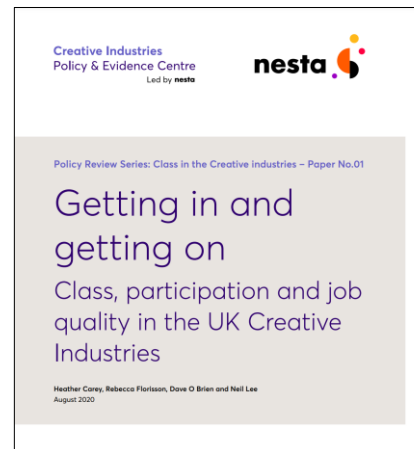 Creative Industries
Policy & Evidence Centre
Led by nesta
nesta
Policy Review Series: Class in the Creative industries – Paper No.01
Getting in and
getting on
Class, participation and job
quality in the UK Creative
Industries
Heather Carey, Rebecca Florisson, Dave O Brien and Neil Lee
August 2020